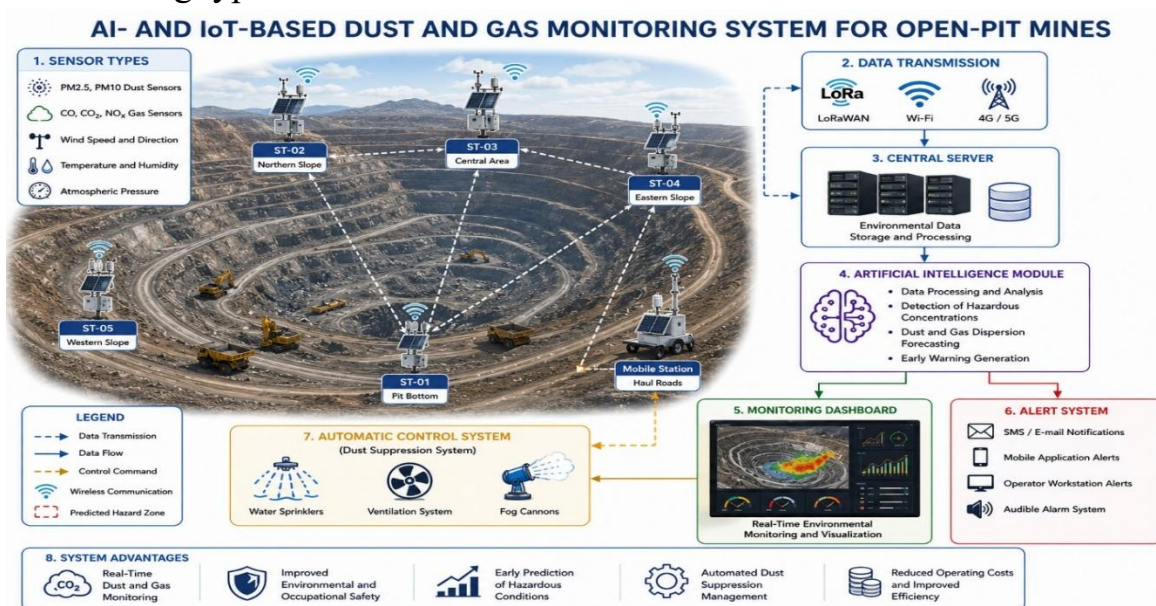 AI- AND IoT-BASED DUST AND GAS MONITORING SYSTEM FOR OPEN-PIT MINES
1. SENSOR TYPES
PM2.5, PM10 Dust Sensors
CO, CO₂, NOₓ Gas Sensors
Wind Speed and Direction
Temperature and Humidity
Atmospheric Pressure
ST-02
Northern Slope
ST-03
Central Area
ST-04
Eastern Slope
ST-05
Western Slope
ST-01
Pit Bottom
Mobile Station
Haul Roads
2. DATA TRANSMISSION
LoRa
LoRaWAN
Wi-Fi
4G / 5G
3. CENTRAL SERVER
Environmental Data
Storage and Processing
4. ARTIFICIAL INTELLIGENCE MODULE
• Data Processing and Analysis
• Detection of Hazardous
Concentrations
• Dust and Gas Dispersion
Forecasting
• Early Warning Generation
LEGEND
Data Transmission
Data Flow
Control Command
Wireless Communication
Predicted Hazard Zone
7. AUTOMATIC CONTROL SYSTEM
(Dust Suppression System)
Water Sprinklers
Ventilation System
Fog Cannons
5. MONITORING DASHBOARD
Real-Time Environmental
Monitoring and Visualization
6. ALERT SYSTEM
SMS / E-mail Notifications
Mobile Application Alerts
Operator Workstation Alerts
Audible Alarm System
8. SYSTEM ADVANTAGES
CO₂
Real-Time
Dust and Gas
Monitoring
Improved
Environmental and
Occupational Safety
Early Prediction
of Hazardous
Conditions
Automated Dust
Suppression
Management
Reduced Operating Costs
and Improved
Efficiency